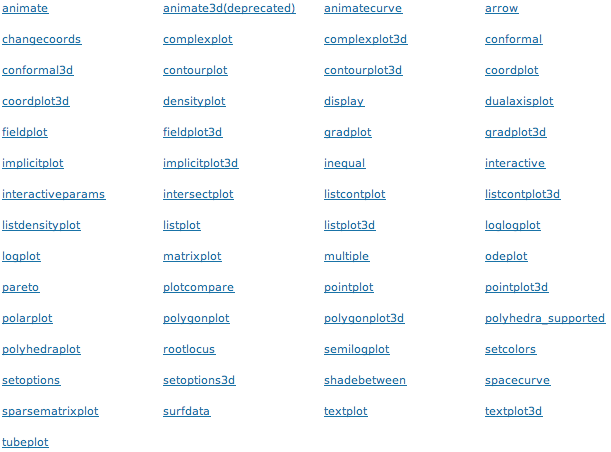 animate animate3d(deprecated) animatecurve arrow
changecoords complexplot complexplot3d conformal
conformal3d contourplot contourplot3d coordplot
coordplot3d densityplot display dualaxisplot
fieldplot fieldplot3d gradplot gradplot3d
implicitplot implicitplot3d inequal interactive
interactiveparams intersectplot listcontplot listcontplot3d
listdensityplot listplot listplot3d loglogplot
logplot matrixplot multiple odeplot
pareto plotcompare pointplot pointplot3d
polarplot polygonplot polygonplot3d polyhedra_supported
polyhedraplot rootlocus semilogplot setcolors
setoptions setoptions3d shadebetween spacecurve
sparsematrixplot surfdata textplot textplot3d
tubeplot